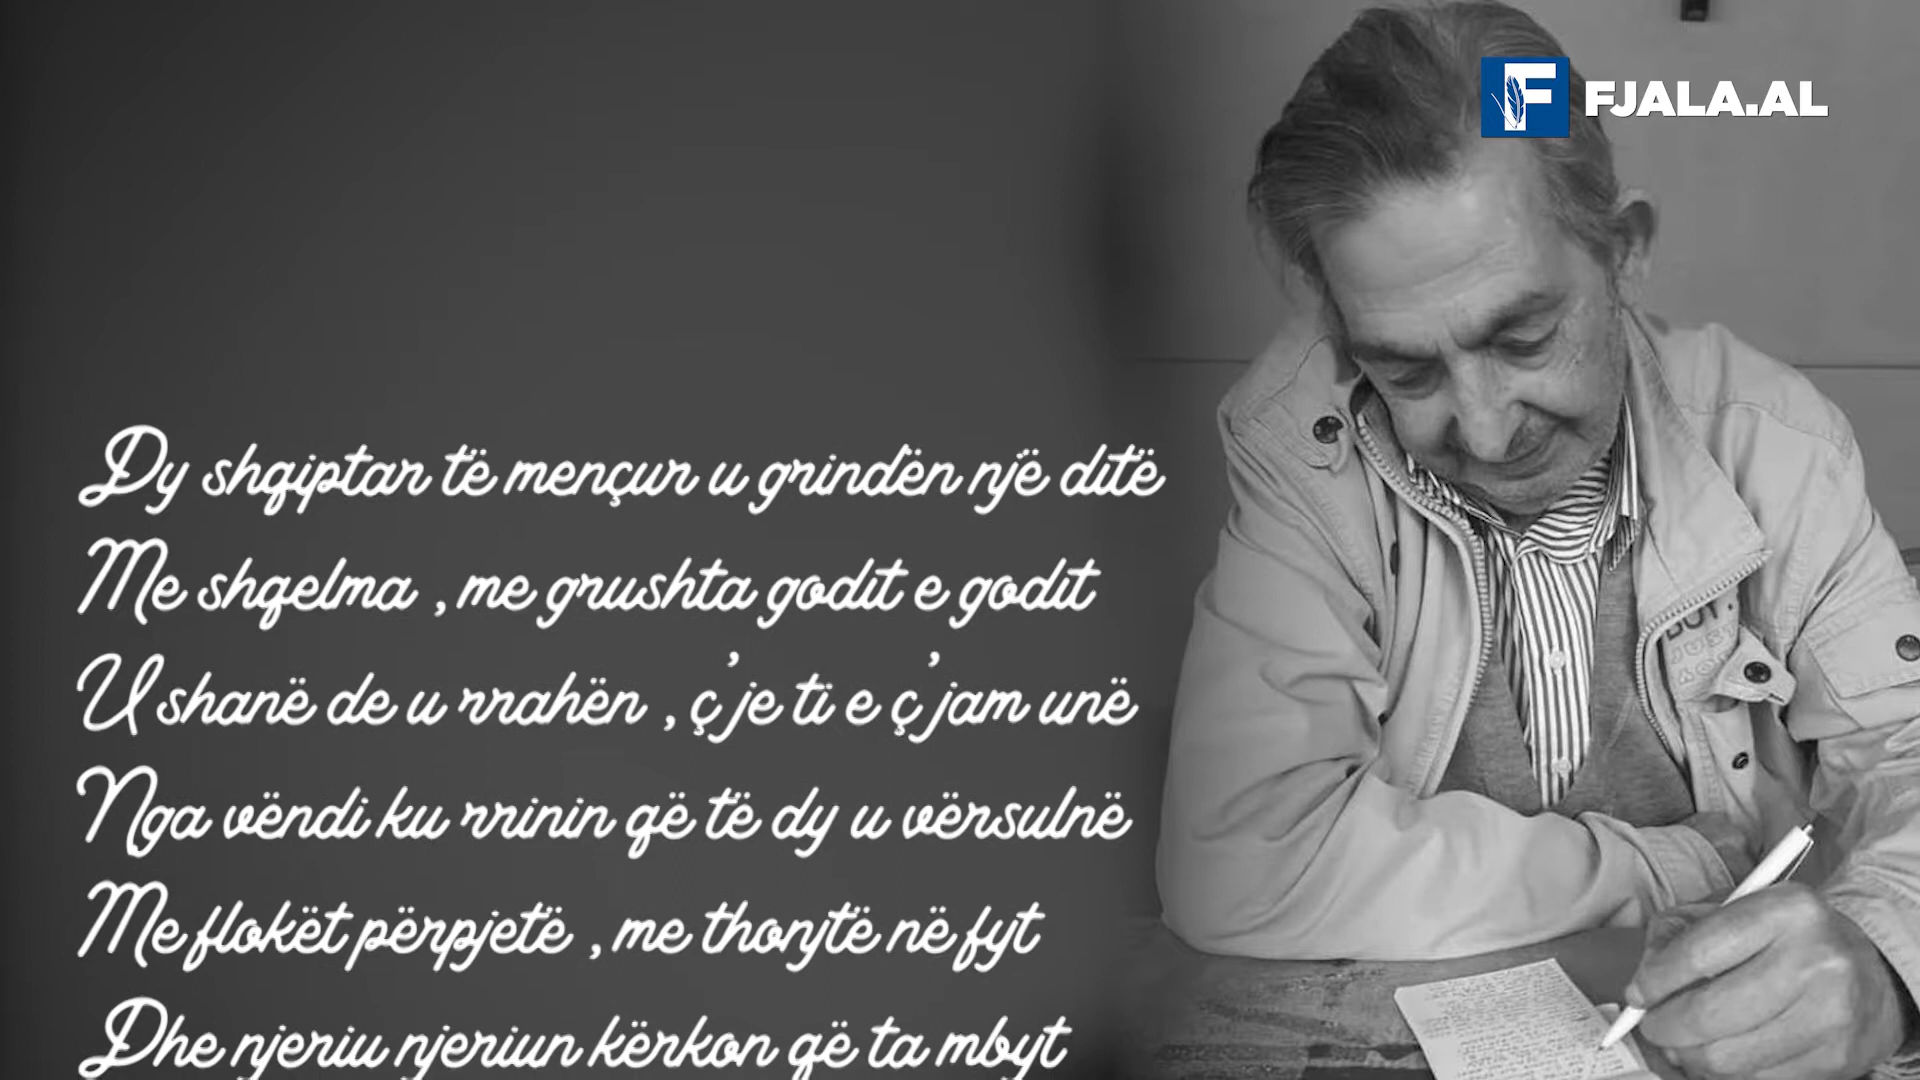 FJALA.AL
Dy shqiptar të mençur u grindën një ditë
Me shqelma , me grushta godit e godit
U shanë de u rrahën , ç'je ti e ç'jam unë
Nga vëndi ku rrinin që të dy u vërsulnë
Me flokët përpjetë , me thonjtë në fyt
Dhe njeriu njeriun kërkon që ta mbyt